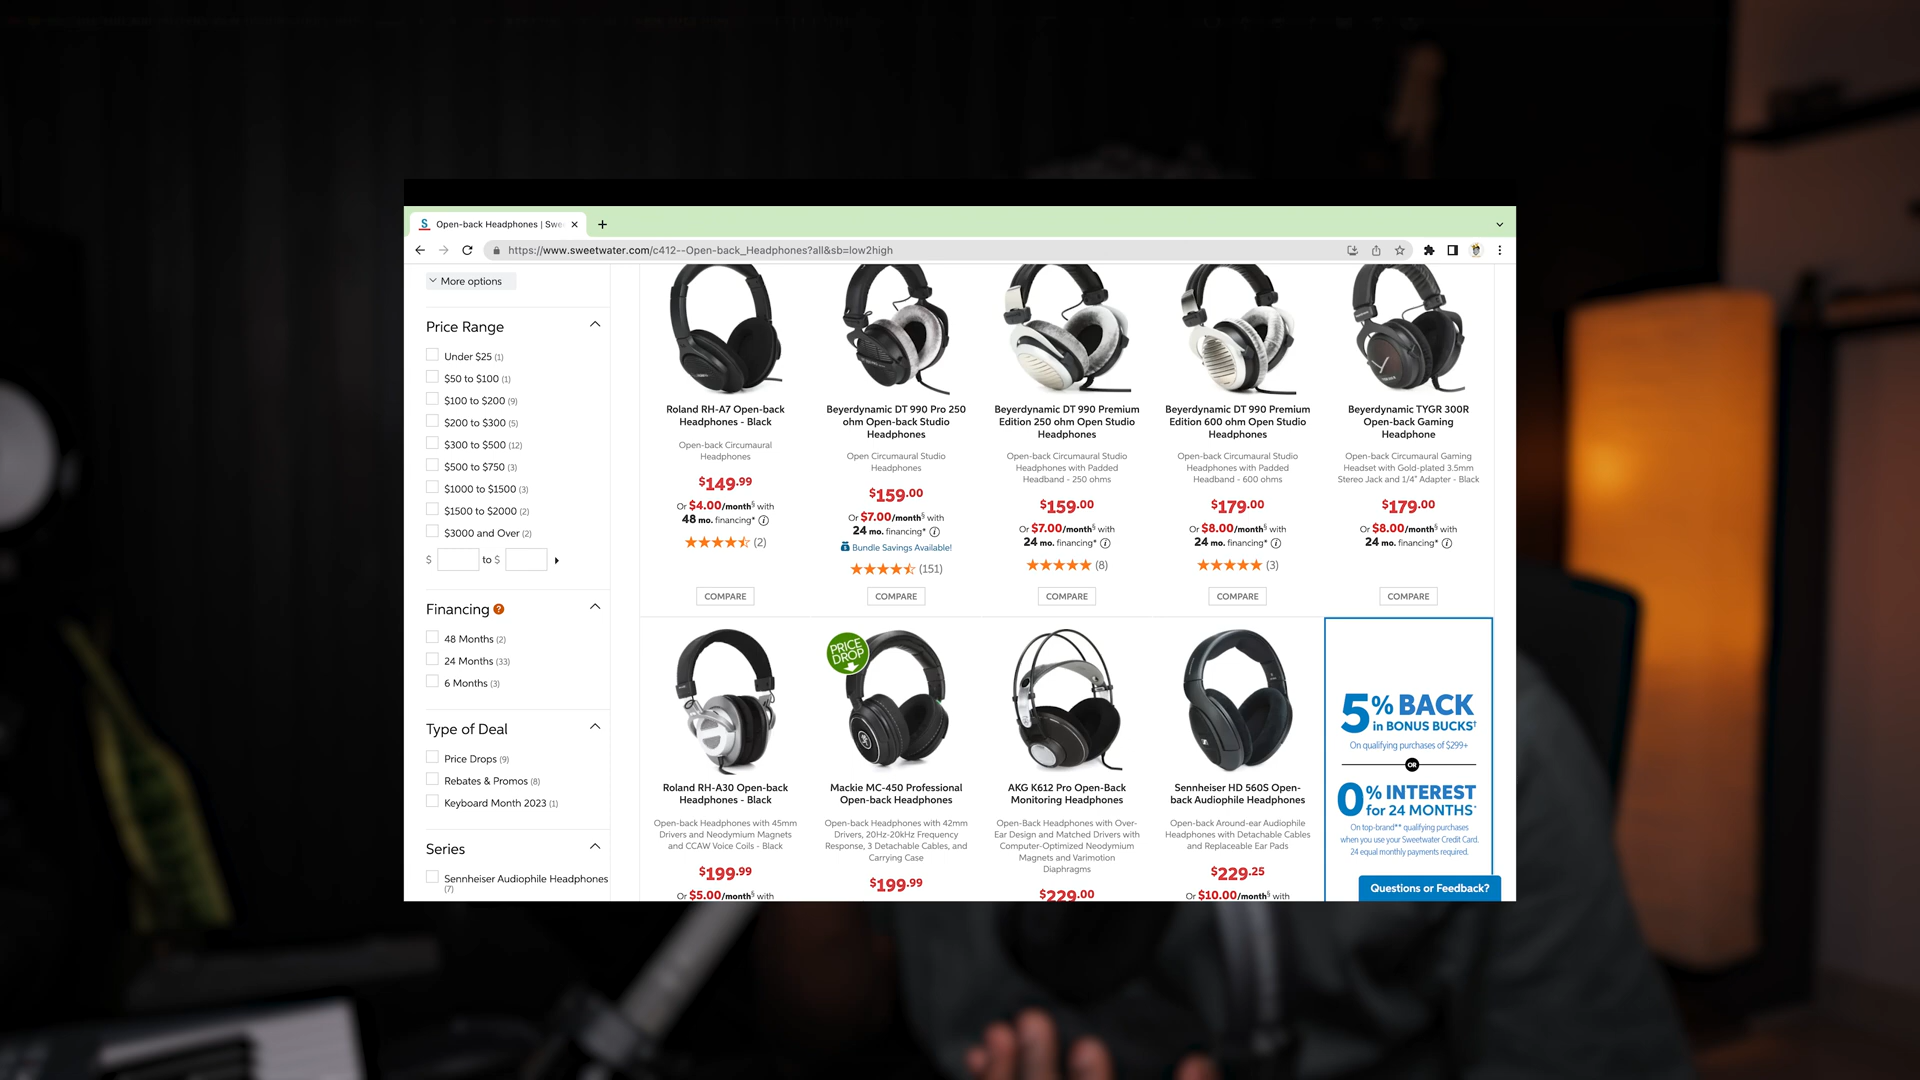 S Open-back Headphones | Swe
https://www.sweetwater.com/c412--Open-back_Headphones?all&sb=low2high
More options
Price Range
Under $25 (1)
$50 to $100 (1)
$100 to $200 (9)
$200 to $300 (5)
$300 to $500 (12)
$500 to $750 (3)
$1000 to $1500 (3)
$1500 to $2000 (2)
$3000 and Over (2)
$ to $
Financing ?
48 Months (2)
24 Months (33)
6 Months (3)
Type of Deal
Price Drops (9)
Rebates & Promos (8)
Keyboard Month 2023 (1)
Series
Sennheiser Audiophile Headphones
(7)
Roland RH-A7 Open-back
Headphones - Black
Open-back Circumaural
Headphones
$149.99
Or $4.00/month§ with
48 mo. financing* i
(2)
COMPARE
Beyerdynamic DT 990 Pro 250
ohm Open-back Studio
Headphones
Open Circumaural Studio
Headphones
$159.00
Or $7.00/month§ with
24 mo. financing* i
Bundle Savings Available!
(151)
COMPARE
Beyerdynamic DT 990 Premium
Edition 250 ohm Open Studio
Headphones
Open-back Circumaural Studio
Headphones with Padded
Headband - 250 ohms
$159.00
Or $7.00/month§ with
24 mo. financing* i
(8)
COMPARE
Beyerdynamic DT 990 Premium
Edition 600 ohm Open Studio
Headphones
Open-back Circumaural Studio
Headphones with Padded
Headband - 600 ohms
$179.00
Or $8.00/month§ with
24 mo. financing* i
(3)
COMPARE
Beyerdynamic TYGR 300R
Open-back Gaming
Headphone
Open-back Circumaural Gaming
Headset with Gold-plated 3.5mm
Stereo Jack and 1/4" Adapter - Black
$179.00
Or $8.00/month§ with
24 mo. financing* i
COMPARE
Roland RH-A30 Open-back
Headphones - Black
Open-back Headphones with 45mm
Drivers and Neodymium Magnets
and CCAW Voice Coils - Black
$199.99
Or $5.00/month§ with
PRICE
DROP
Mackie MC-450 Professional
Open-back Headphones
Open-back Headphones with 42mm
Drivers, 20Hz-20kHz Frequency
Response, 3 Detachable Cables, and
Carrying Case
$199.99
AKG K612 Pro Open-Back
Monitoring Headphones
Open-Back Headphones with Over-
Ear Design and Matched Drivers with
Computer-Optimized Neodymium
Magnets and Varimotion
Diaphragms
$229.00
Sennheiser HD 560S Open-
back Audiophile Headphones
Open-back Around-ear Audiophile
Headphones with Detachable Cables
and Replaceable Ear Pads
$229.25
Or $10.00/month§ with
5% BACK
in BONUS BUCKS†
On qualifying purchases of $299+
OR
0% INTEREST
for 24 MONTHS*
On top-brand** qualifying purchases
when you use your Sweetwater Credit Card.
24 equal monthly payments required.
Questions or Feedback?